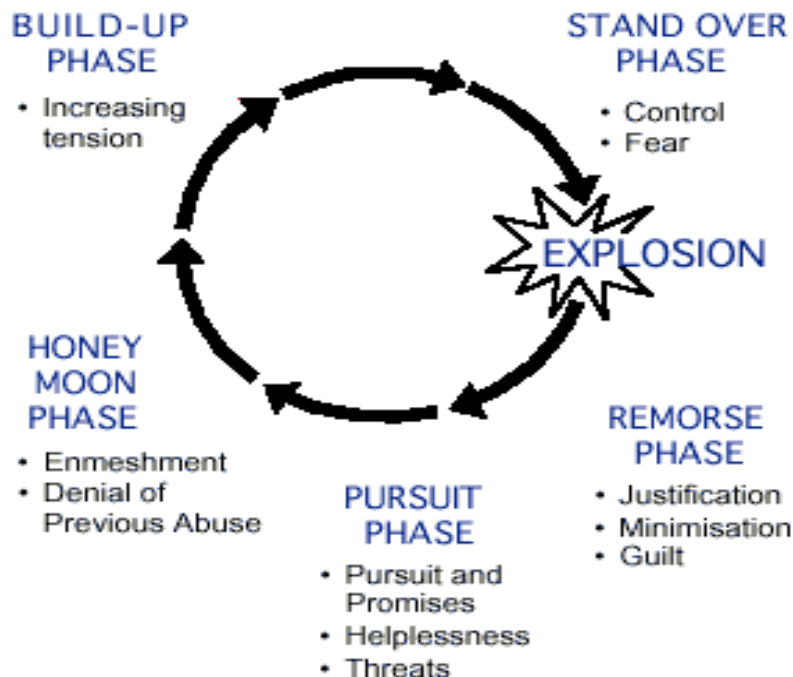 BUILD-UP
PHASE
• Increasing
tension
STAND OVER
PHASE
• Control
• Fear
EXPLOSION
REMORSE
PHASE
• Justification
• Minimisation
• Guilt
PURSUIT
PHASE
• Pursuit and
Promises
• Helplessness
• Threats
HONEY
MOON
PHASE
• Enmeshment
• Denial of
Previous Abuse